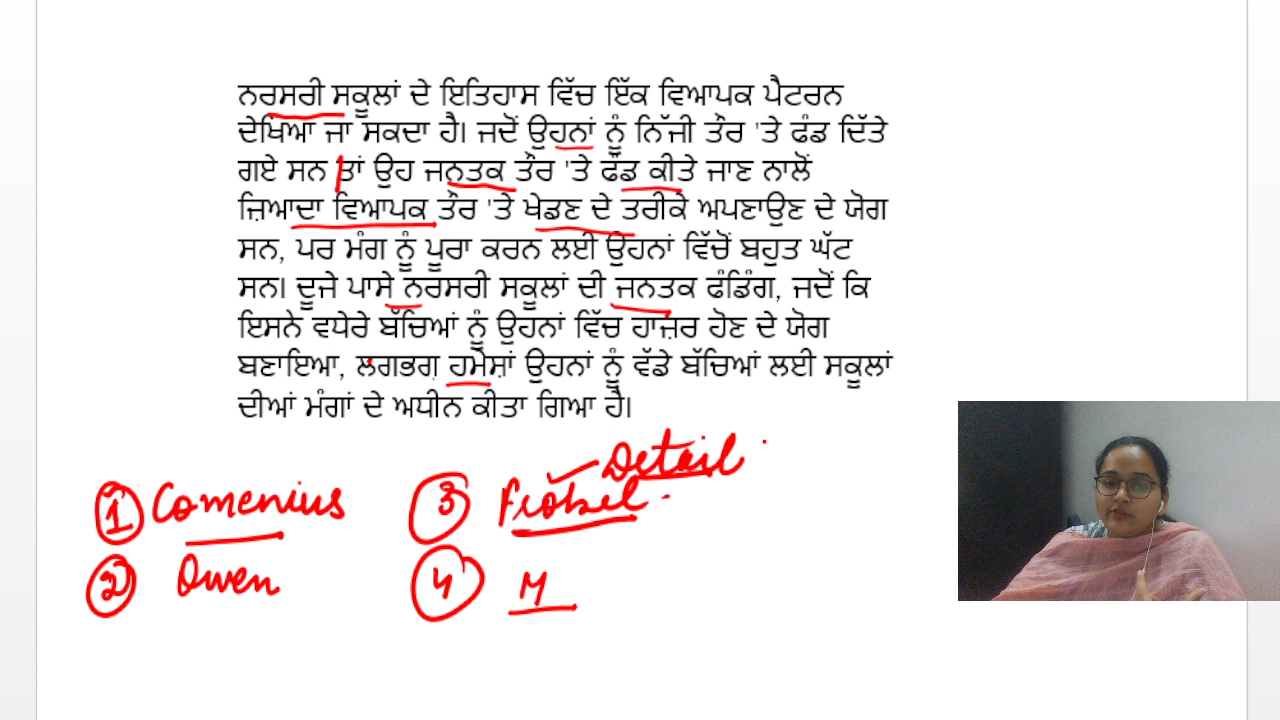 ਨਰਸਰੀ ਸਕੂਲਾਂ ਦੇ ਇਤਿਹਾਸ ਵਿੱਚ ਇੱਕ ਵਿਆਪਕ ਪੈਟਰਨ
ਦੇਖਿਆ ਜਾ ਸਕਦਾ ਹੈ। ਜਦੋਂ ਉਹਨਾਂ ਨੂੰ ਨਿੱਜੀ ਤੌਰ 'ਤੇ ਫੰਡ ਦਿੱਤੇ
ਗਏ ਸਨ ਤਾਂ ਉਹ ਜਨਤਕ ਤੌਰ 'ਤੇ ਫੰਡ ਕੀਤੇ ਜਾਣ ਨਾਲੋਂ
ਜ਼ਿਆਦਾ ਵਿਆਪਕ ਤੌਰ 'ਤੇ ਖੇਡਣ ਦੇ ਤਰੀਕੇ ਅਪਣਾਉਣ ਦੇ ਯੋਗ
ਸਨ, ਪਰ ਮੰਗ ਨੂੰ ਪੂਰਾ ਕਰਨ ਲਈ ਉਹਨਾਂ ਵਿੱਚੋਂ ਬਹੁਤ ਘੱਟ
ਸਨ। ਦੂਜੇ ਪਾਸੇ ਨਰਸਰੀ ਸਕੂਲਾਂ ਦੀ ਜਨਤਕ ਫੰਡਿੰਗ, ਜਦੋਂ ਕਿ
ਇਸਨੇ ਵਧੇਰੇ ਬੱਚਿਆਂ ਨੂੰ ਉਹਨਾਂ ਵਿੱਚ ਹਾਜ਼ਰ ਹੋਣ ਦੇ ਯੋਗ
ਬਣਾਇਆ, ਲਗਭਗ ਹਮੇਸ਼ਾਂ ਉਹਨਾਂ ਨੂੰ ਵੱਡੇ ਬੱਚਿਆਂ ਲਈ ਸਕੂਲਾਂ
ਦੀਆਂ ਮੰਗਾਂ ਦੇ ਅਧੀਨ ਕੀਤਾ ਗਿਆ ਹੈ।
Detail
1 Comenius 3 Frobel
2 Owen 4 M